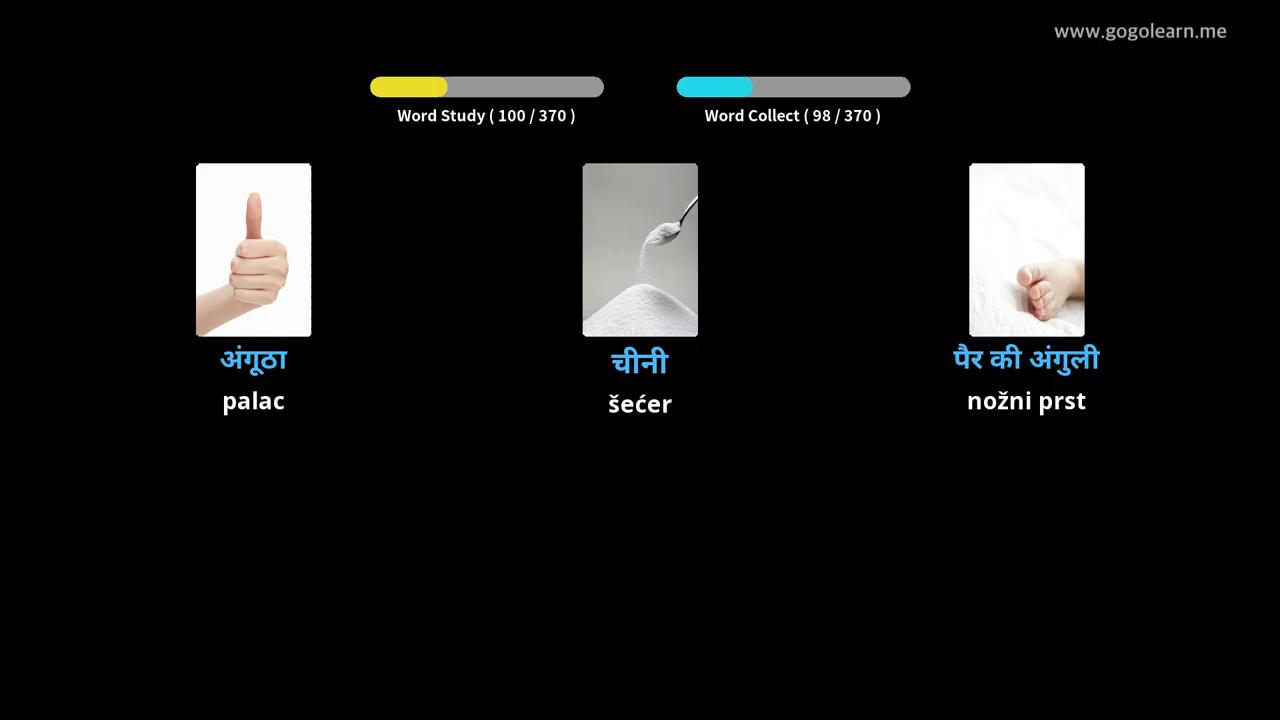 www.gogolearn.me
Word Study ( 100 / 370 )
Word Collect ( 98 / 370 )
अंगूठा
palac
चीनी
šećer
पैर की अंगुली
nožni prst